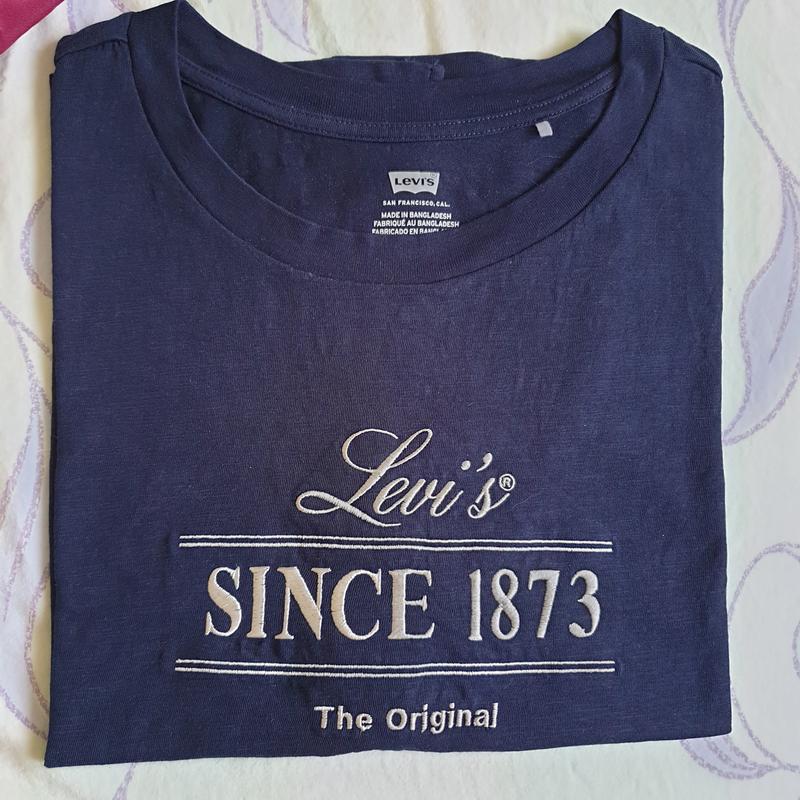 Levi's
SAN FRANCISCO, CAL.
MADE IN BANGLADESH
FABRIQUÉ AU BANGLADESH
FABRICADO EN
Levi's®
SINCE 1873
The Original